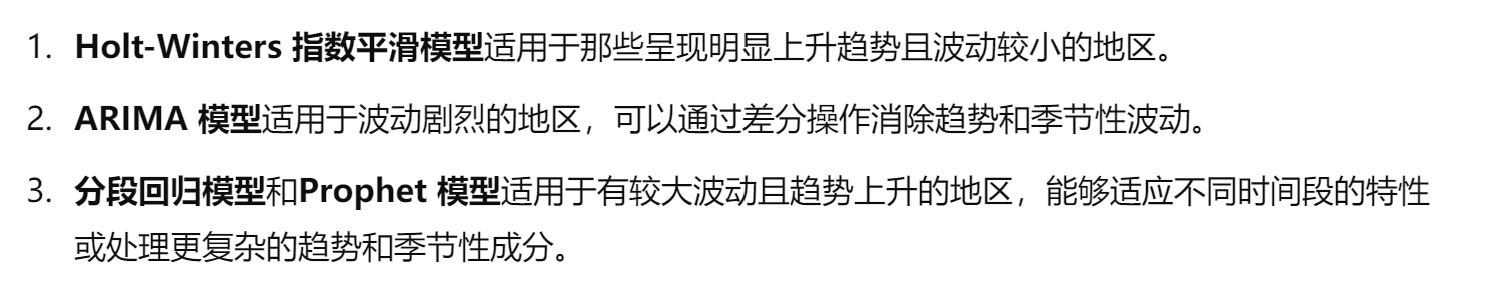 1. Holt-Winters 指数平滑模型适用于那些呈现明显上升趋势且波动较小的地区。
2. ARIMA 模型适用于波动剧烈的地区，可以通过差分操作消除趋势和季节性波动。
3. 分段回归模型和Prophet 模型适用于有较大波动且趋势上升的地区，能够适应不同时间段的特性
或处理更复杂的趋势和季节性成分。